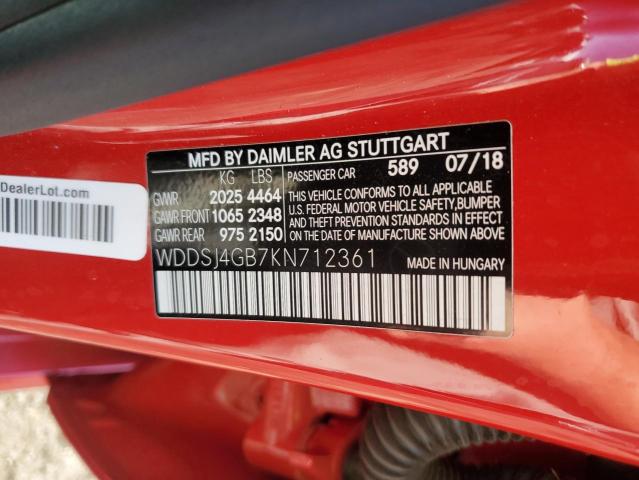 MFD BY DAIMLER AG STUTTGART
KG LBS PASSENGER CAR 589 07/18
GVWR 2025 4464
GAWR FRONT 1065 2348
GAWR REAR 975 2150
THIS VEHICLE CONFORMS TO ALL APPLICABLE
U.S. FEDERAL MOTOR VEHICLE SAFETY, BUMPER
AND THEFT PREVENTION STANDARDS IN EFFECT
ON THE DATE OF MANUFACTURE SHOWN ABOVE.
WDDSJ4GB7KN712361 MADE IN HUNGARY
DealerLot.com